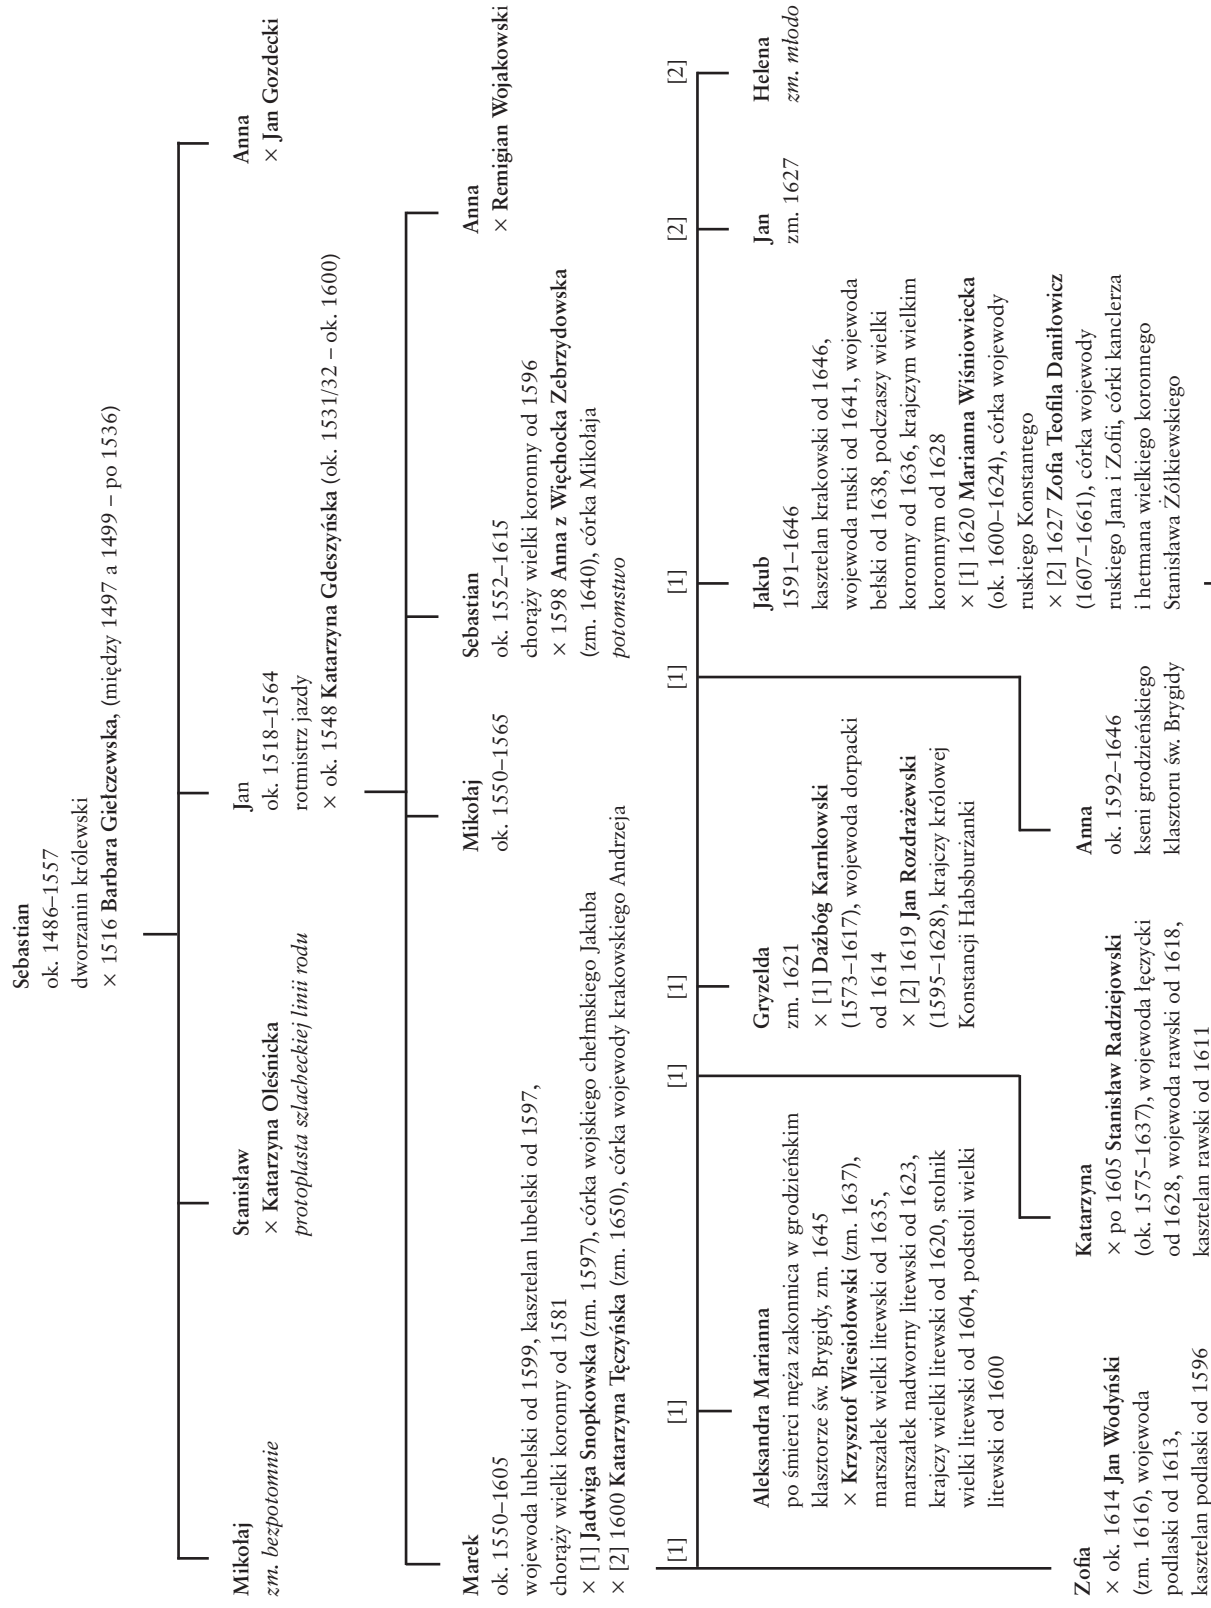 Sebastian
ok. 1486–1557
dworzanin królewski
× 1516 Barbara Giełczewska, (między 1497 a 1499 – po 1536)
Mikołaj
zm. bezpotomnie
Stanisław
× Katarzyna Oleśnicka
protoplasta szlacheckiej linii rodu
Jan
ok. 1518–1564
rotmistrz jazdy
× ok. 1548 Katarzyna Gdeszyńska (ok. 1531/32 – ok. 1600)
Anna
× Jan Gozdecki
Marek
ok. 1550–1605
wojewoda lubelski od 1599, kasztelan lubelski od 1597,
chorąży wielki koronny od 1581
× [1] Jadwiga Snopkowska (zm. 1597), córka wojskiego chełmskiego Jakuba
× [2] 1600 Katarzyna Tęczyńska (zm. 1650), córka wojewody krakowskiego Andrzeja
Mikołaj
ok. 1550–1565
Sebastian
ok. 1552–1615
chorąży wielki koronny od 1596
× 1598 Anna z Więchocka Zebrzydowska
(zm. 1640), córka Mikołaja
potomstwo
Anna
× Remigian Wojakowski
[1]
[1]
[1]
[1]
[1]
[1]
[2]
[2]
Aleksandra Marianna
po śmierci męża zakonnica w grodzieńskim
klasztorze św. Brygidy, zm. 1645
× Krzysztof Wiesiołowski (zm. 1637),
marszałek wielki litewski od 1635,
marszałek nadworny litewski od 1623,
krajczy wielki litewski od 1620, stolnik
wielki litewski od 1604, podstoli wielki
litewski od 1600
Gryzelda
zm. 1621
× [1] Dażbóg Karnkowski
(1573–1617), wojewoda dorpacki
od 1614
× [2] 1619 Jan Rozdrażewski
(1595–1628), krajczy królowej
Konstancji Habsburżanki
Jakub
1591–1646
kasztelan krakowski od 1646,
wojewoda ruski od 1641, wojewoda
bełski od 1638, podczaszy wielki
koronny od 1636, krajczym wielkim
koronnym od 1628
× [1] 1620 Marianna Wiśniowiecka
(ok. 1600–1624), córka wojewody
ruskiego Konstantego
× [2] 1627 Zofia Teofila Daniłowicz
(1607–1661), córka wojewody
ruskiego Jana i Zofii, córki kanclerza
i hetmana wielkiego koronnego
Stanisława Żółkiewskiego
Jan
zm. 1627
Helena
zm. młodo
Zofia
× ok. 1614 Jan Wodyński
(zm. 1616), wojewoda
podlaski od 1613,
kasztelan podlaski od 1596
Katarzyna
× po 1605 Stanisław Radziejowski
(ok. 1575–1637), wojewoda łęczycki
od 1628, wojewoda rawski od 1618,
kasztelan rawski od 1611
Anna
ok. 1592–1646
kseni grodzieńskiego
klasztoru św. Brygidy